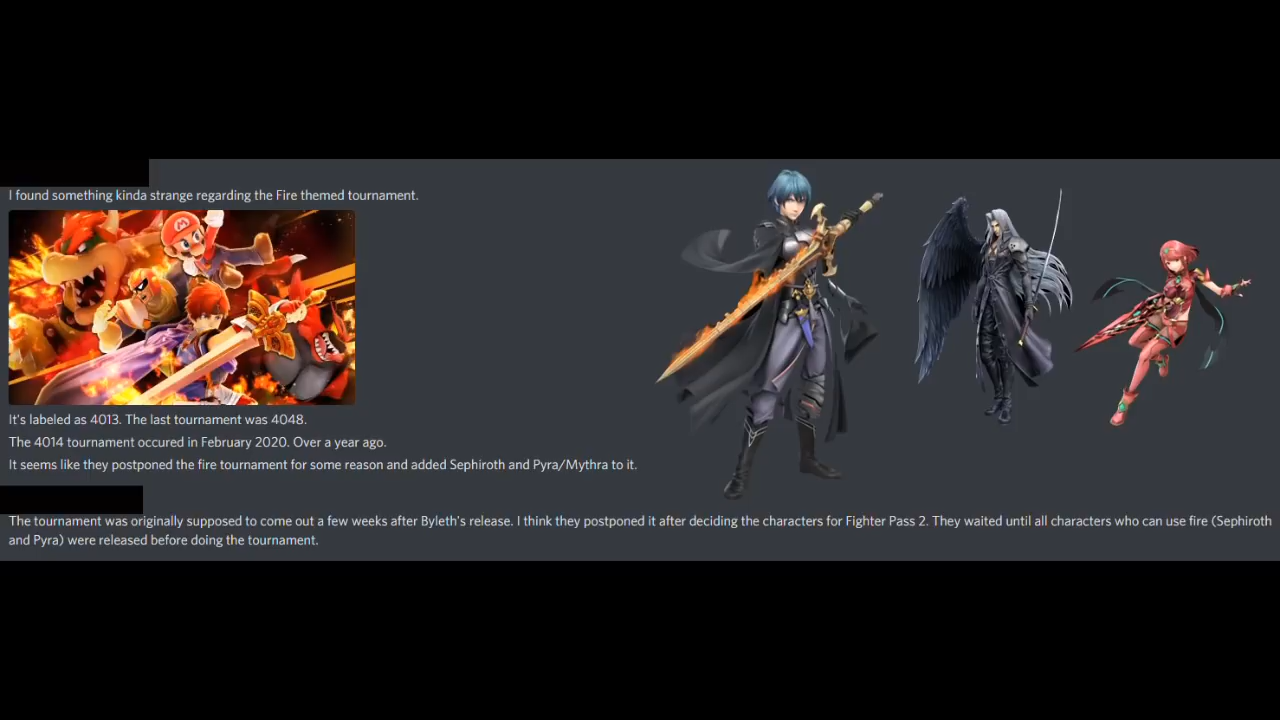 I found something kinda strange regarding the Fire themed tournament.
It's labeled as 4013. The last tournament was 4048.
The 4014 tournament occured in February 2020. Over a year ago.
It seems like they postponed the fire tournament for some reason and added Sephiroth and Pyra/Mythra to it.
The tournament was originally supposed to come out a few weeks after Byleth's release. I think they postponed it after deciding the characters for Fighter Pass 2. They waited until all characters who can use fire (Sephiroth
and Pyra) were released before doing the tournament.